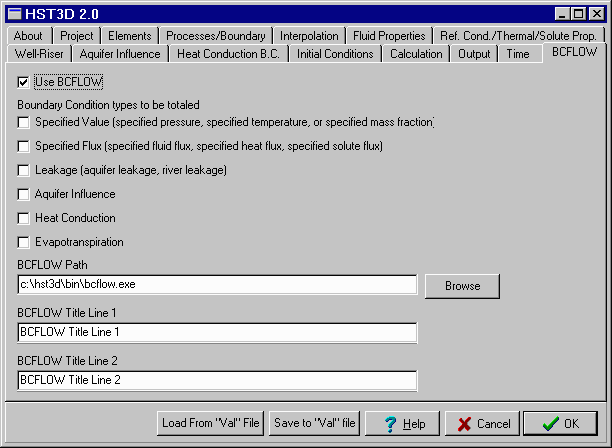 HST3D 2.0
About Project Elements Processes/Boundary Interpolation Fluid Properties Ref. Cond./Thermal/Solute Prop.
Well-Riser Aquifer Influence Heat Conduction B.C. Initial Conditions Calculation Output Time BCFLOW
Use BCFLOW
Boundary Condition types to be totaled
Specified Value (specified pressure, specified temperature, or specified mass fraction)
Specified Flux (specified fluid flux, specified heat flux, specified solute flux)
Leakage (aquifer leakage, river leakage)
Aquifer Influence
Heat Conduction
Evapotranspiration
BCFLOW Path
c:\hst3d\bin\bcflow.exe Browse
BCFLOW Title Line 1
BCFLOW Title Line 1
BCFLOW Title Line 2
BCFLOW Title Line 2
Load From "Val" File Save to "Val" file ? Help Cancel OK